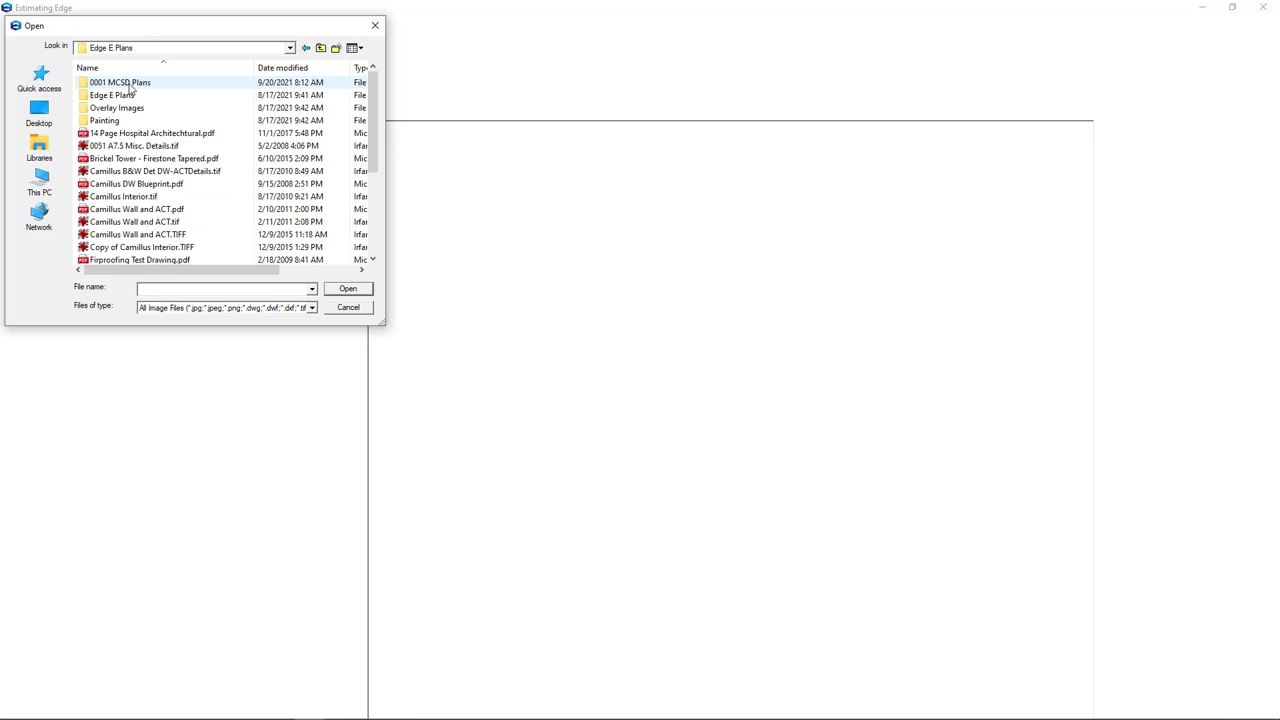 Estimating Edge
Open
Look in
Edge E Plans
Name
Date modified
Type
0001 MCSD Plans
9/20/2021 8:12 AM
File
Edge E Plans
8/17/2021 9:41 AM
File
Overlay Images
8/17/2021 9:42 AM
File
Painting
8/17/2021 9:42 AM
File
14 Page Hospital Architechtural.pdf
11/1/2017 5:48 PM
Mic
0051 A7.5 Misc. Details.tif
5/2/2008 4:06 PM
Irfar
Brickel Tower - Firestone Tapered.pdf
6/10/2015 2:09 PM
Mic
Camillus B&W Det DW-ACTDetails.tif
8/17/2010 8:49 AM
Irfar
Camillus DW Blueprint.pdf
9/15/2008 2:51 PM
Mic
Camillus Interior.tif
8/17/2010 9:21 AM
Irfar
Camillus Wall and ACT.pdf
2/10/2011 2:00 PM
Mic
Camillus Wall and ACT.tif
2/11/2011 2:08 PM
Irfar
Camillus Wall and ACT.TIFF
12/9/2015 11:18 AM
Irfar
Copy of Camillus Interior.TIFF
12/9/2015 1:29 PM
Irfar
Firproofing Test Drawing.pdf
2/18/2009 8:41 AM
Mic
Quick access
Desktop
Libraries
This PC
Network
File name:
Open
Files of type:
All Image Files (*.jpg;*.jpeg;*.png;*.dwg;*.dwf;*.dxf;*.tif
Cancel